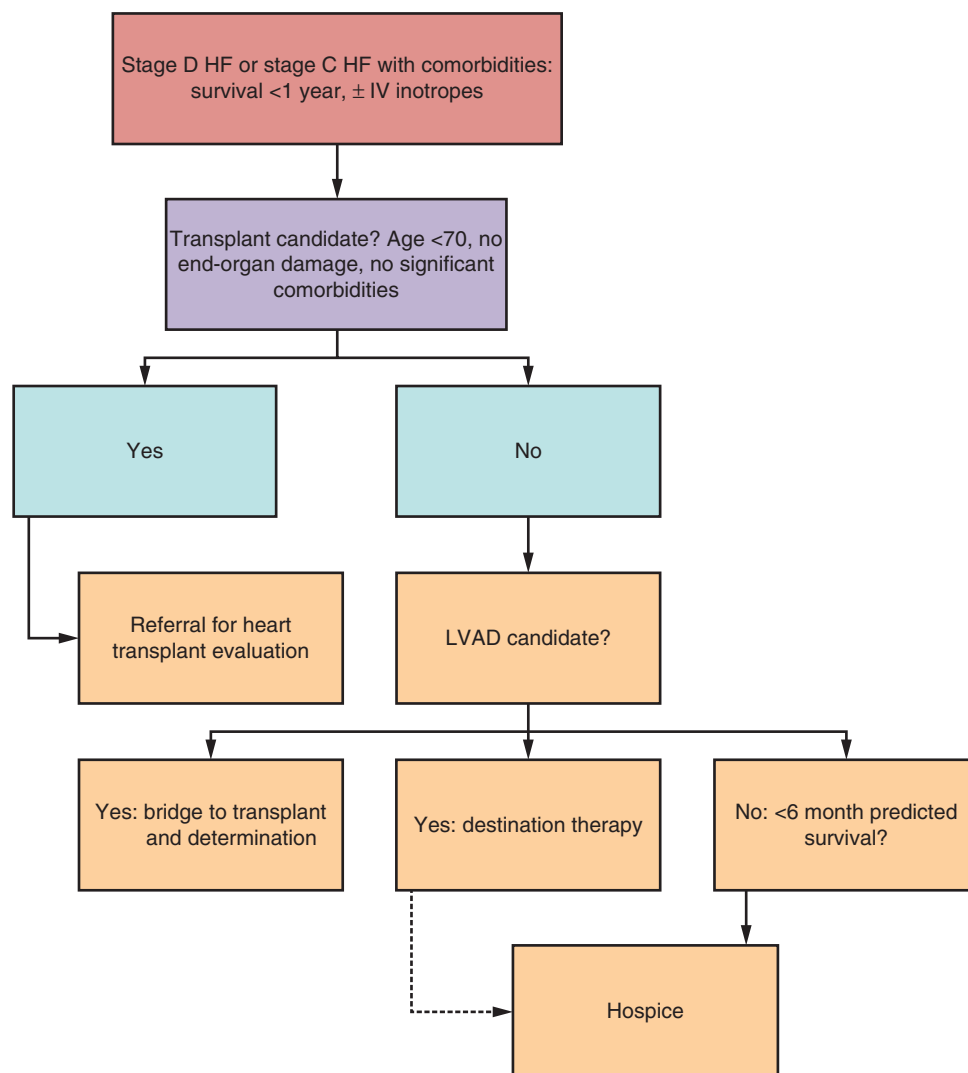 Stage D HF or stage C HF with comorbidities:
survival <1 year, ± IV inotropes
Transplant candidate? Age <70, no
end-organ damage, no significant
comorbidities
Yes
No
Referral for heart
transplant evaluation
LVAD candidate?
Yes: bridge to transplant
and determination
Yes: destination therapy
No: <6 month predicted
survival?
Hospice